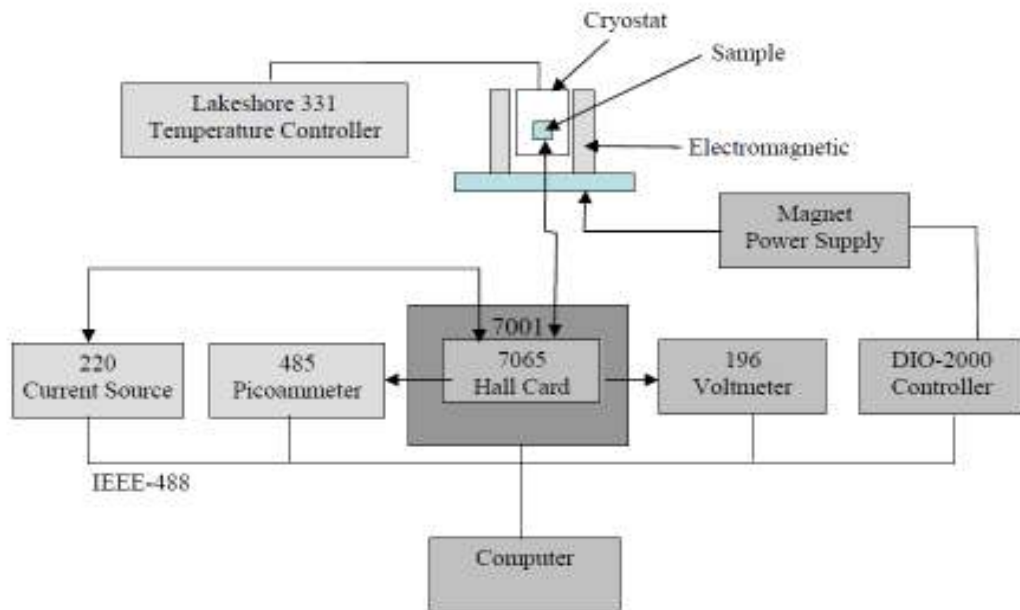 Cryostat
Sample
Lakeshore 331
Temperature Controller
Electromagnetic
Magnet
Power Supply
7001
220
Current Source
485
Picoammeter
7065
Hall Card
196
Voltmeter
DIO-2000
Controller
IEEE-488
Computer